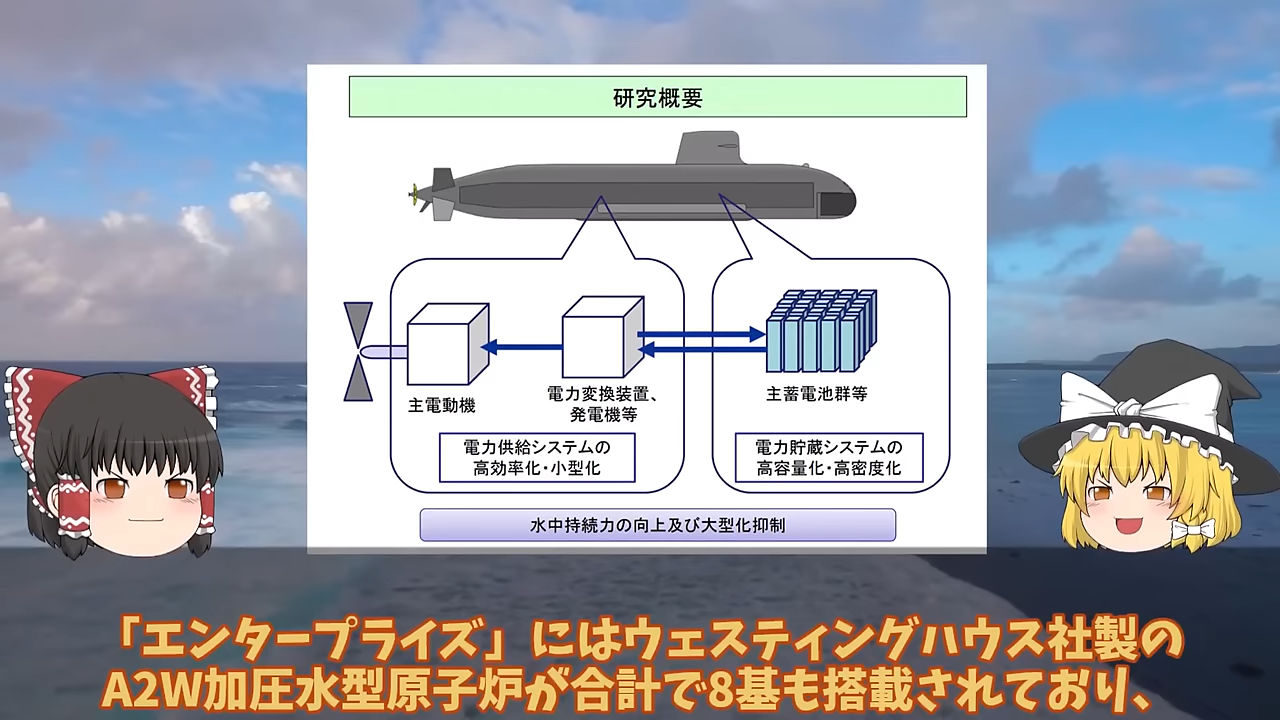 研究概要
主電動機
電力変換装置、
発電機等
主蓄電池群等
電力供給システムの
高効率化・小型化
電力貯蔵システムの
高容量化・高密度化
水中持続力の向上及び大型化抑制
「エンタープライズ」にはウェスティングハウス社製の
A2W加圧水型原子炉が合計で8基も搭載されており、